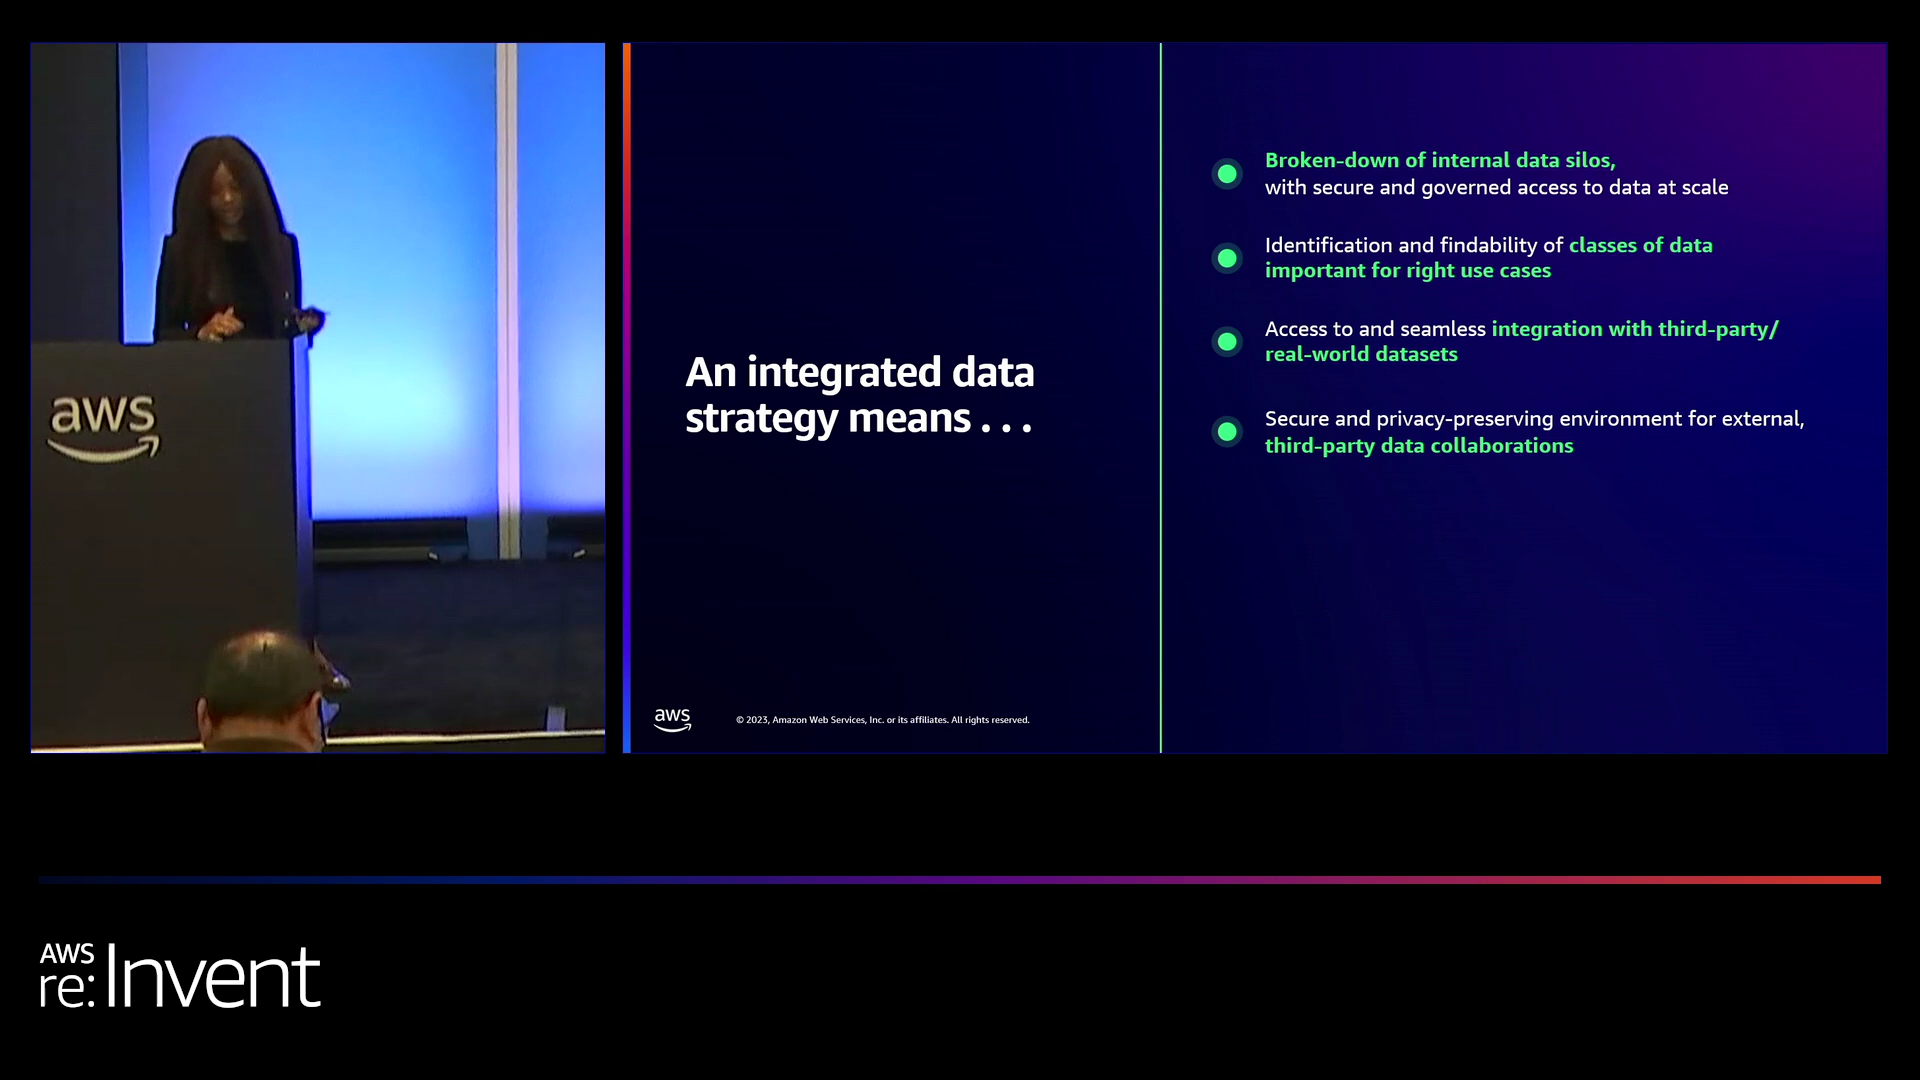 aws
An integrated data
strategy means . . .
aws
© 2023, Amazon Web Services, Inc. or its affiliates. All rights reserved.
Broken-down of internal data silos,
with secure and governed access to data at scale
Identification and findability of classes of data
important for right use cases
Access to and seamless integration with third-party/
real-world datasets
Secure and privacy-preserving environment for external,
third-party data collaborations
AWS
re:Invent